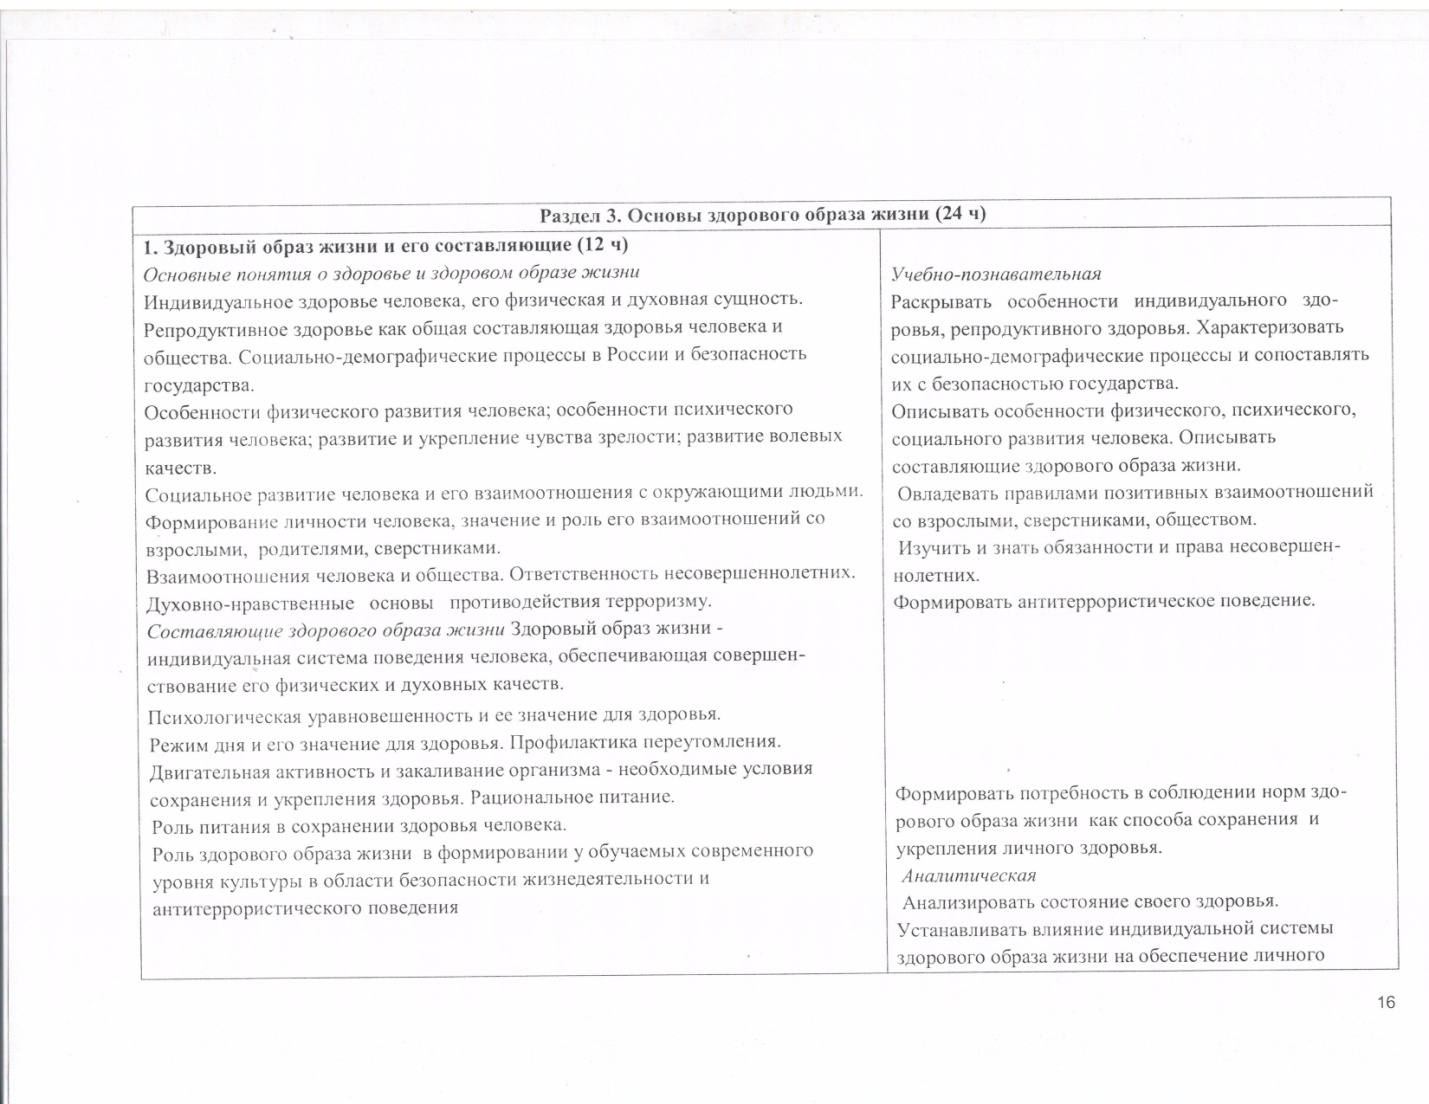 Раздел 3. Основы здорового образа жизни (24 ч)
1. Здоровый образ жизни и его составляющие (12 ч)
Основные понятия о здоровье и здоровом образе жизни
Индивидуальное здоровье человека, его физическая и духовная сущность.
Репродуктивное здоровье как общая составляющая здоровья человека и
общества. Социально-демографические процессы в России и безопасность
государства.
Особенности физического развития человека; особенности психического
развития человека; развитие и укрепление чувства зрелости; развитие волевых
качеств.
Социальное развитие человека и его взаимоотношения с окружающими людьми.
Формирование личности человека, значение и роль его взаимоотношений со
взрослыми, родителями, сверстниками.
Взаимоотношения человека и общества. Ответственность несовершеннолетних.
Духовно-нравственные основы противодействия терроризму.
Составляющие здорового образа жизни Здоровый образ жизни -
индивидуальная система поведения человека, обеспечивающая совершен-
ствование его физических и духовных качеств.
Психологическая уравновешенность и ее значение для здоровья.
Режим дня и его значение для здоровья. Профилактика переутомления.
Двигательная активность и закаливание организма - необходимые условия
сохранения и укрепления здоровья. Рациональное питание.
Роль питания в сохранении здоровья человека.
Роль здорового образа жизни в формировании у обучаемых современного
уровня культуры в области безопасности жизнедеятельности и
антитеррористического поведения
Учебно-познавательная
Раскрывать особенности индивидуального здо-
ровья, репродуктивного здоровья. Характеризовать
социально-демографические процессы и сопоставлять
их с безопасностью государства.
Описывать особенности физического, психического,
социального развития человека. Описывать
составляющие здорового образа жизни.
Овладевать правилами позитивных взаимоотношений
со взрослыми, сверстниками, обществом.
Изучить и знать обязанности и права несовершен-
нолетних.
Формировать антитеррористическое поведение.
Формировать потребность в соблюдении норм здо-
рового образа жизни как способа сохранения и
укрепления личного здоровья.
Аналитическая
Анализировать состояние своего здоровья.
Устанавливать влияние индивидуальной системы
здорового образа жизни на обеспечение личного
16